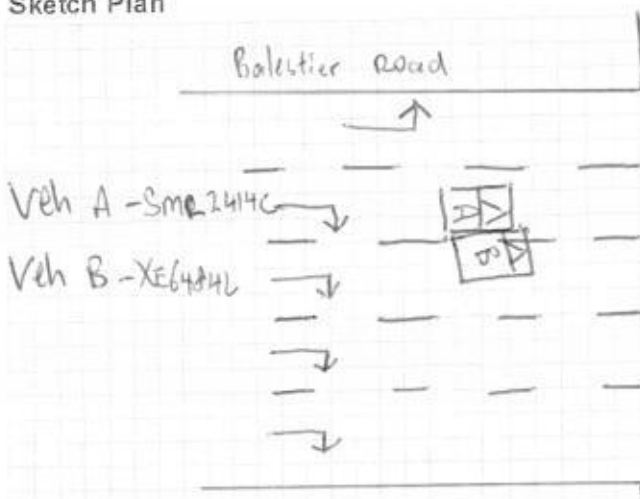 Sketch Plan
Balestier Road
Veh A - SMR2414C
Veh B - XE6484L
A
B